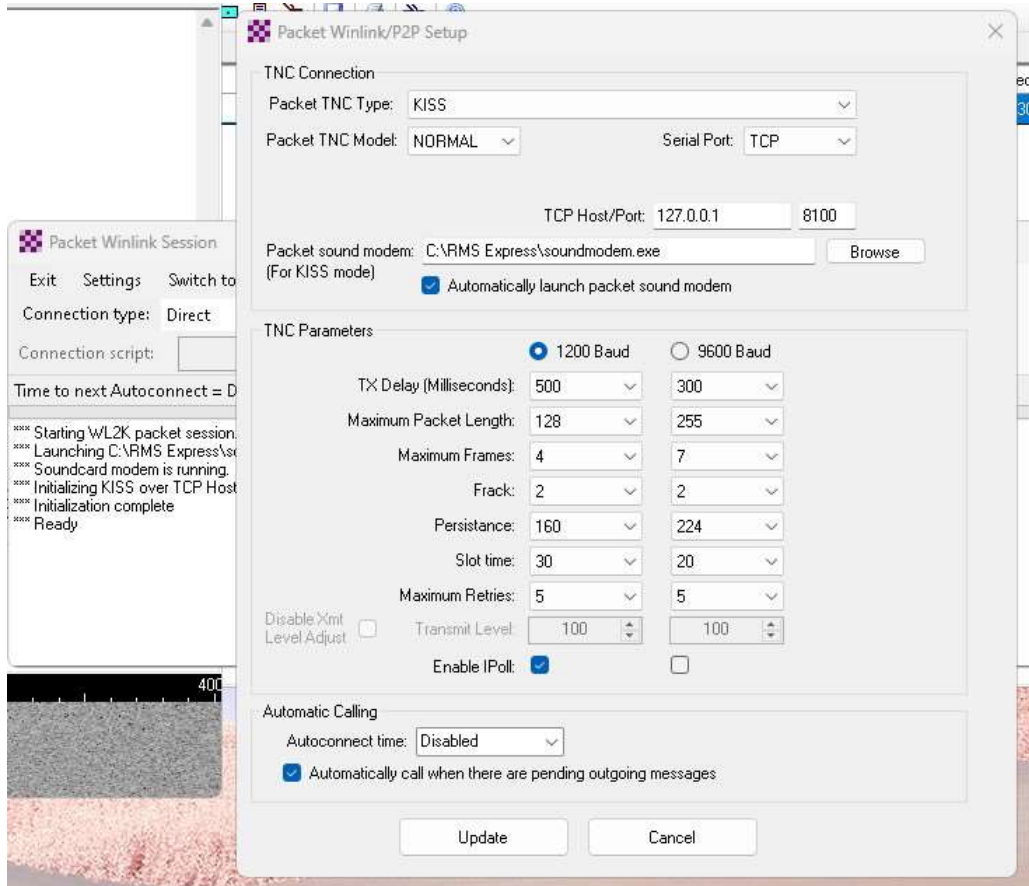 Packet Winlink/P2P Setup
TNC Connection
Packet TNC Type: KISS
Packet TNC Model: NORMAL Serial Port: TCP
TCP Host/Port: 127.0.0.1 8100
Packet sound modem: C:\RMS Express\soundmodem.exe Browse
(For KISS mode)
Automatically launch packet sound modem
TNC Parameters
1200 Baud 9600 Baud
TX Delay (Milliseconds): 500 300
Maximum Packet Length: 128 255
Maximum Frames: 4 7
Frack: 2 2
Persistance: 160 224
Slot time: 30 20
Maximum Retries: 5 5
Disable Xmt
Level Adjust Transmit Level: 100 100
Enable IPoll:
Automatic Calling
Autoconnect time: Disabled
Automatically call when there are pending outgoing messages
Update Cancel
Packet Winlink Session
Exit Settings Switch to
Connection type: Direct
Connection script:
Time to next Autoconnect = D
*** Starting WL2K packet session
*** Launching C:\RMS Express\so
*** Soundcard modem is running.
*** Initializing KISS over TCP Host
*** Initialization complete
*** Ready
400